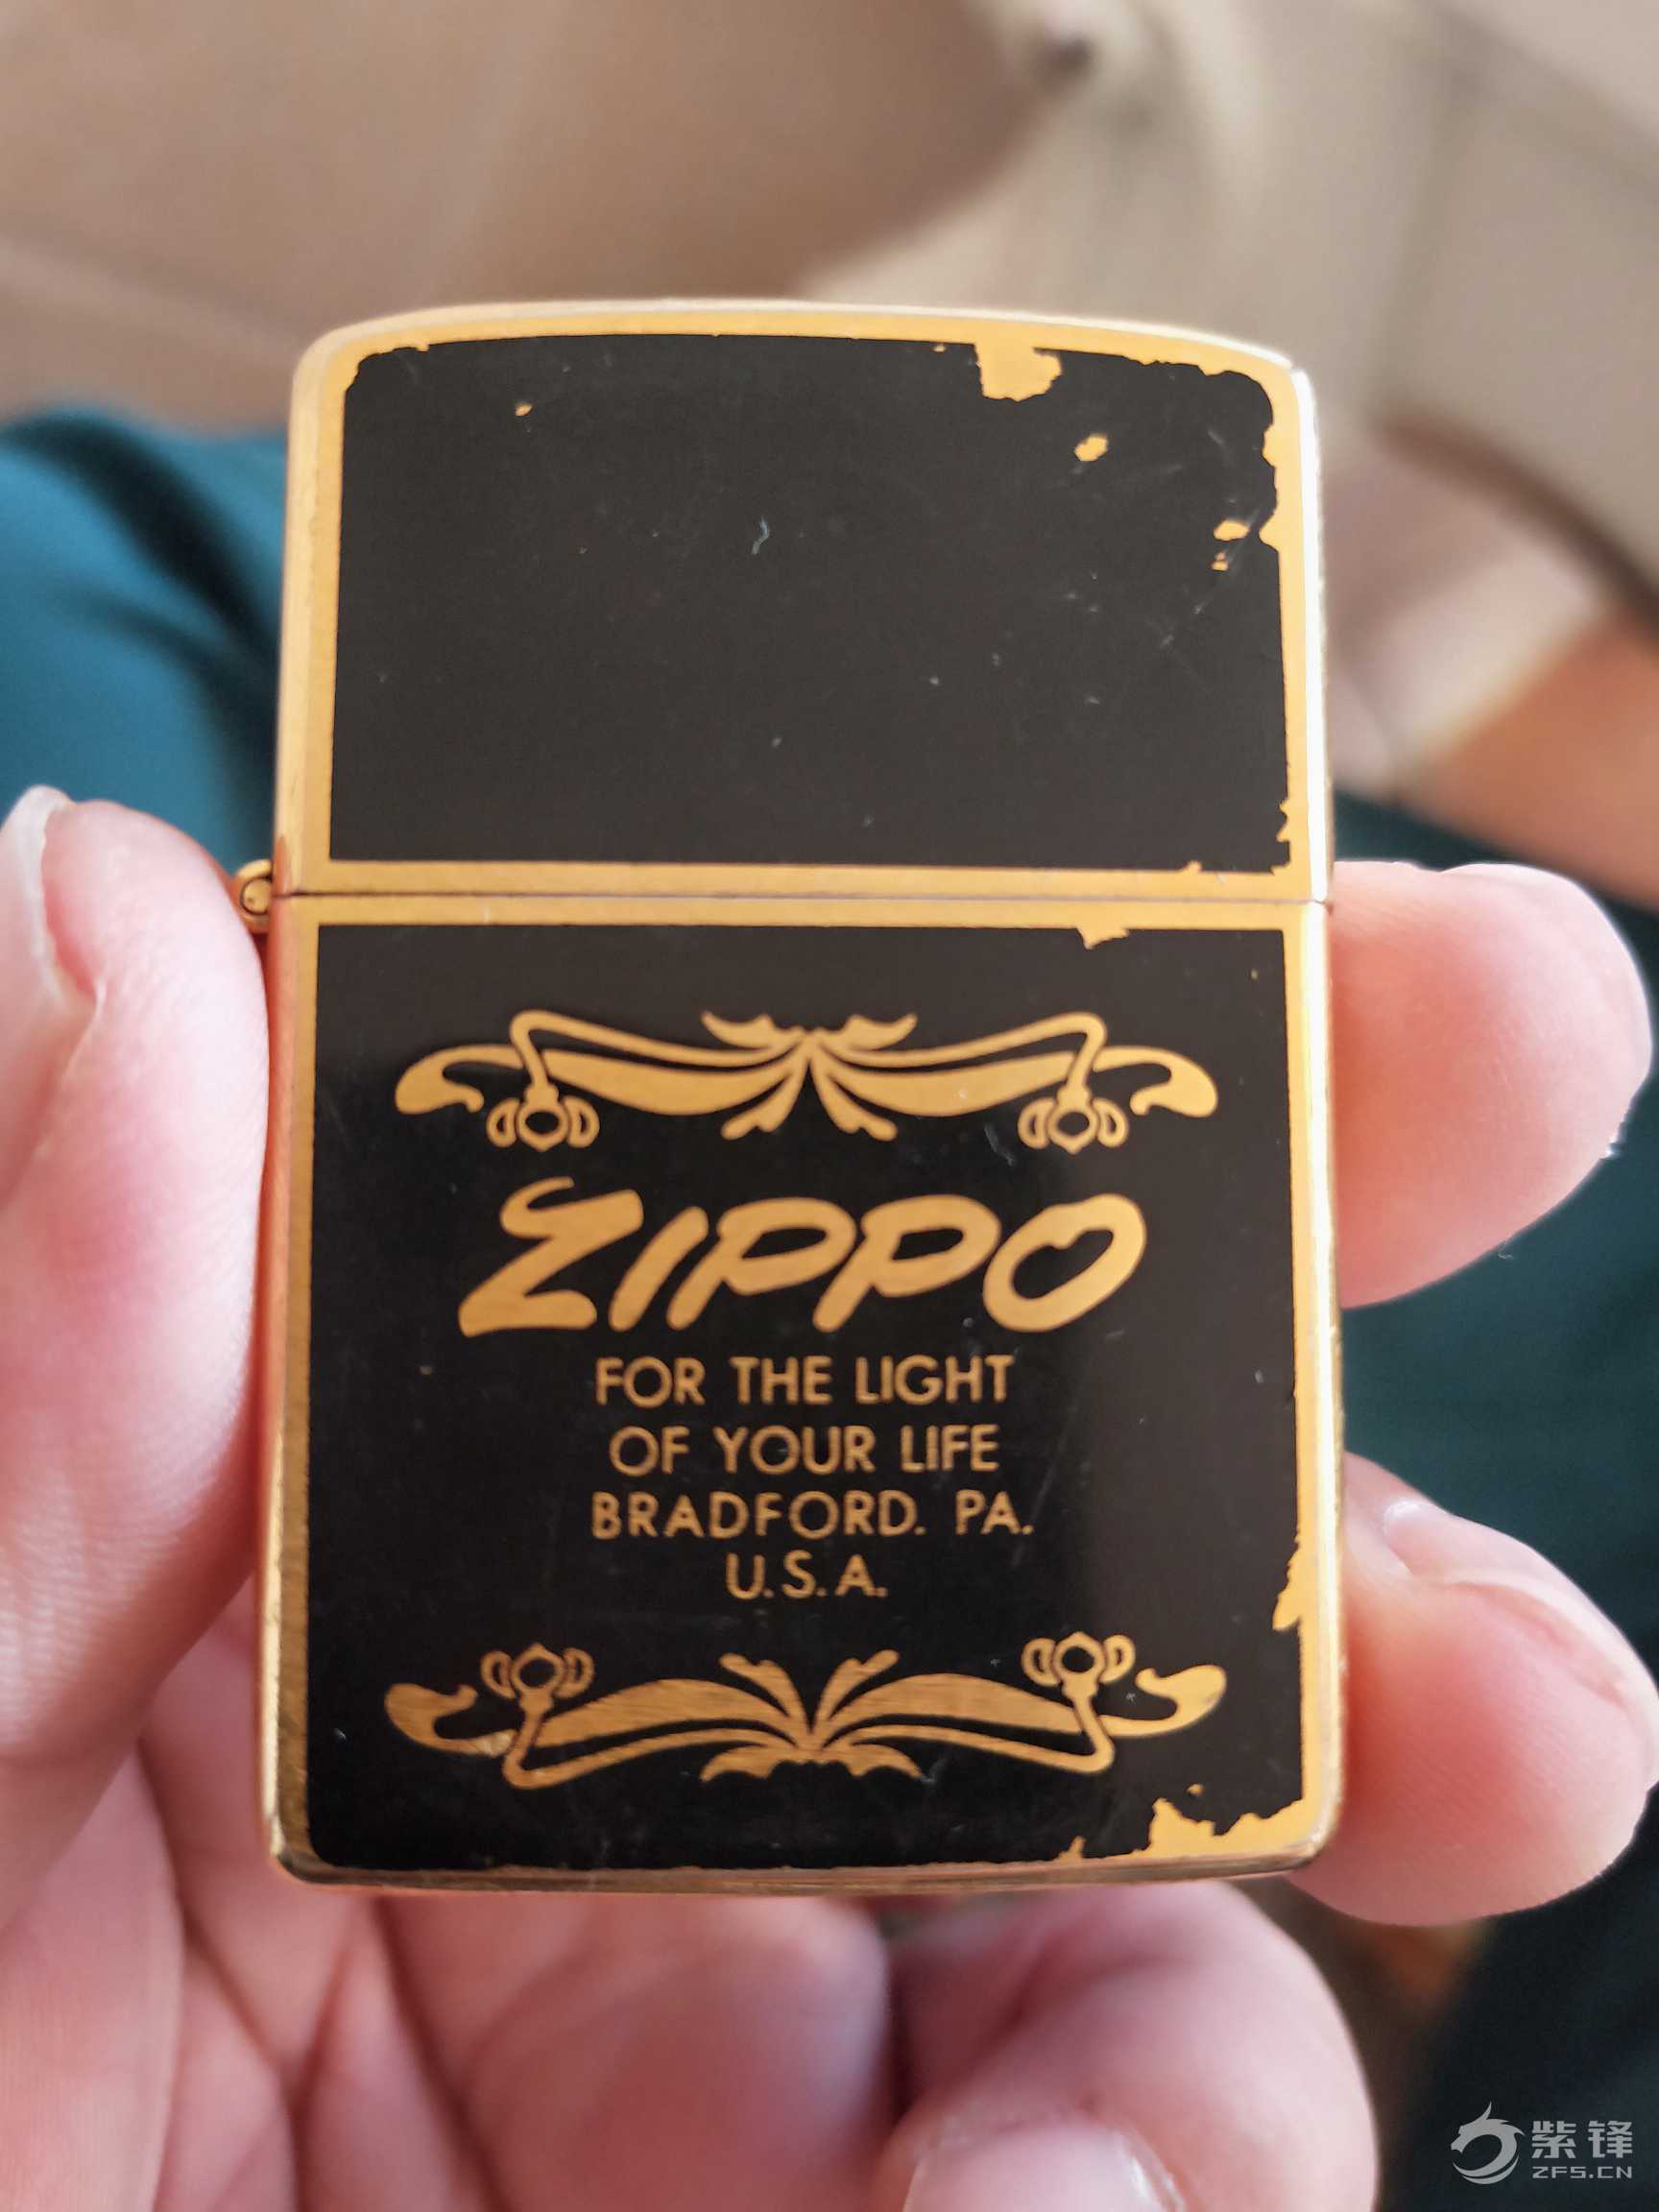 ZIPPO
FOR THE LIGHT
OF YOUR LIFE
BRADFORD. PA.
U.S.A.
紫锋
ZFS.CN